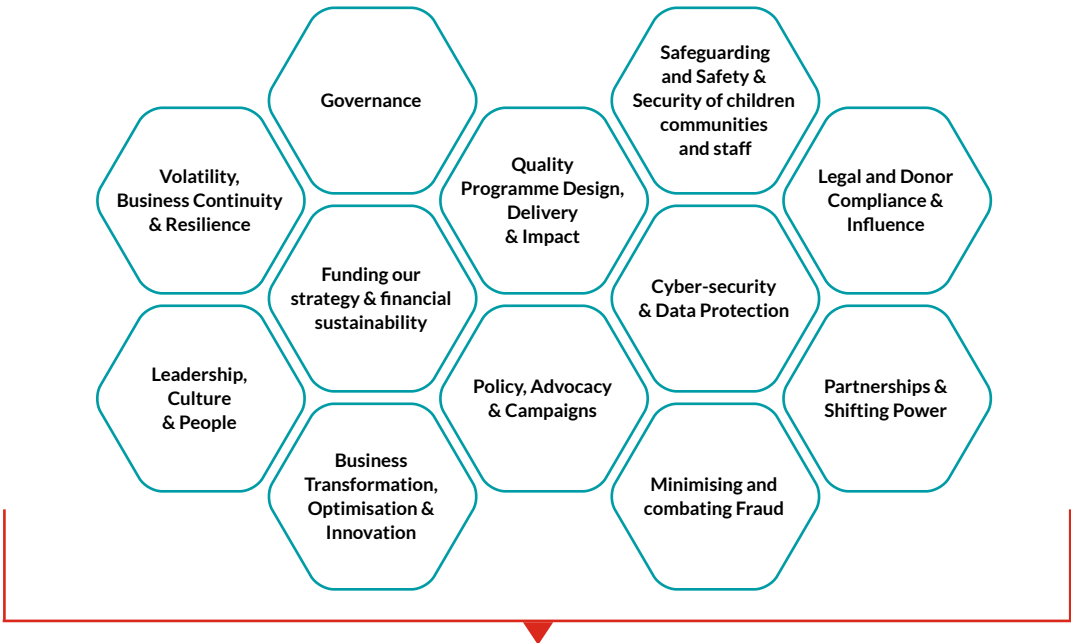 Governance
Safeguarding
and Safety &
Security of children
communities
and staff
Volatility,
Business Continuity
& Resilience
Quality
Programme Design,
Delivery
& Impact
Legal and Donor
Compliance &
Influence
Funding our
strategy & financial
sustainability
Cyber-security
& Data Protection
Leadership,
Culture
& People
Policy, Advocacy
& Campaigns
Partnerships &
Shifting Power
Business
Transformation,
Optimisation &
Innovation
Minimising and
combating Fraud